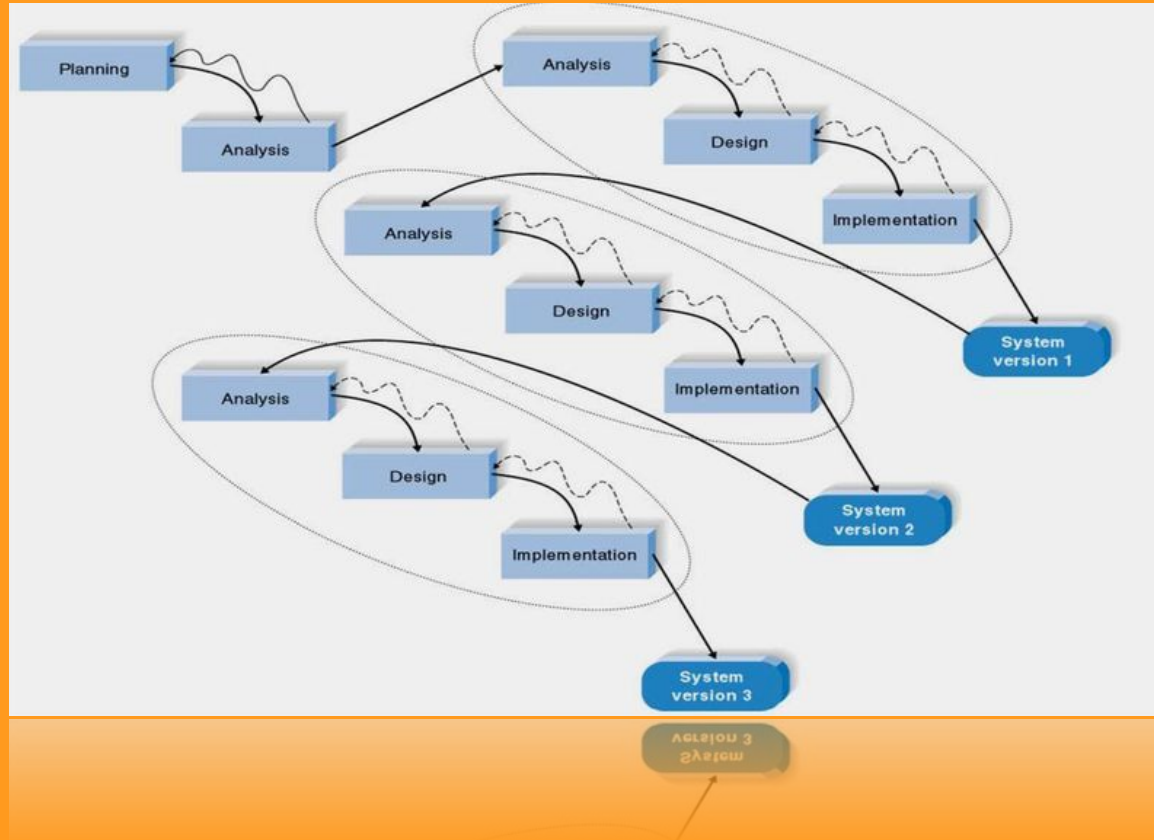 Planning
Analysis
Analysis
Design
Implementation
System
version 1
Analysis
Design
Implementation
System
version 2
Analysis
Design
Implementation
System
version 3